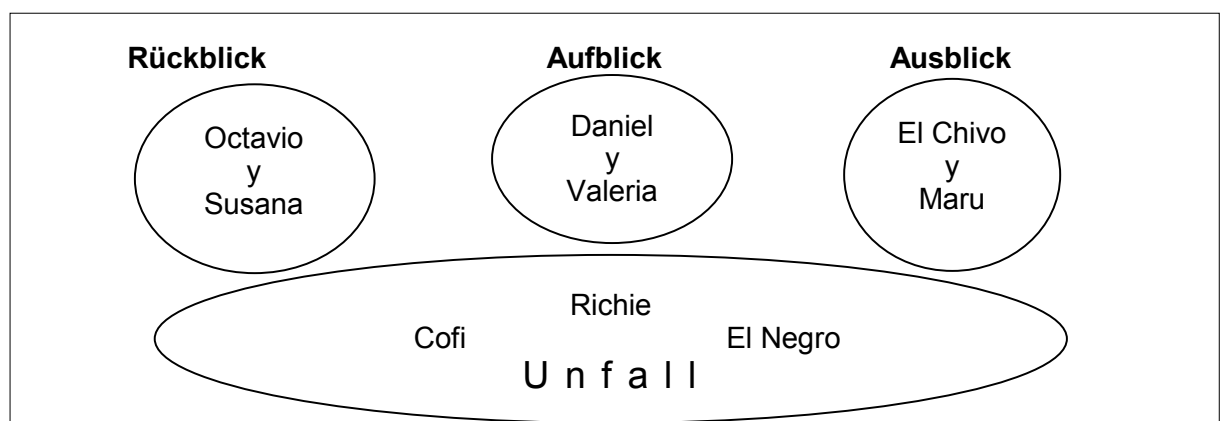 Rückblick Aufblick Ausblick
Octavio
y
Susana
Daniel
y
Valeria
El Chivo
y
Maru
Richie
Cofi El Negro
U n f a l l